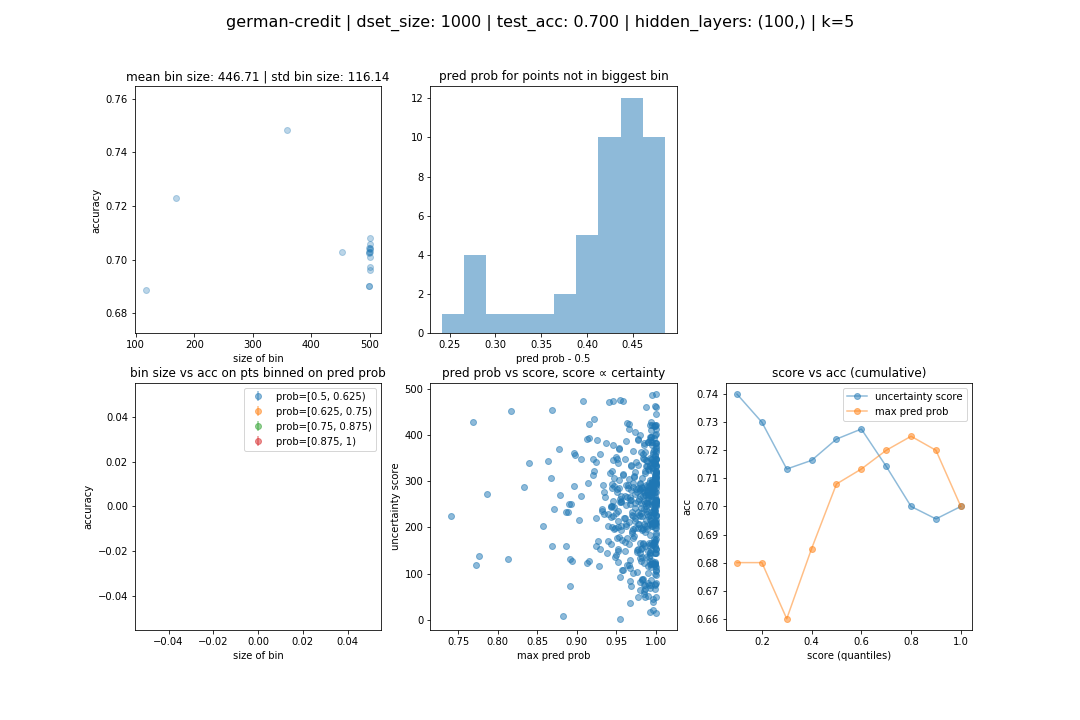 german-credit | dset_size: 1000 | test_acc: 0.700 | hidden_layers: (100,) | k=5
mean bin size: 446.71 | std bin size: 116.14
0.76
0.74
0.72
0.70
0.68
accuracy
100 200 300 400 500
size of bin
pred prob for points not in biggest bin
12
10
8
6
4
2
0
0.25 0.30 0.35 0.40 0.45
pred prob - 0.5
bin size vs acc on pts binned on pred prob
prob=[0.5, 0.625)
prob=[0.625, 0.75)
prob=[0.75, 0.875)
prob=[0.875, 1)
0.04
0.02
0.00
−0.02
−0.04
accuracy
−0.04 −0.02 0.00 0.02 0.04
size of bin
pred prob vs score, score ∝ certainty
500
400
300
200
100
0
uncertainty score
0.75 0.80 0.85 0.90 0.95 1.00
max pred prob
score vs acc (cumulative)
uncertainty score
max pred prob
0.74
0.73
0.72
0.71
0.70
0.69
0.68
0.67
0.66
acc
0.2 0.4 0.6 0.8 1.0
score (quantiles)